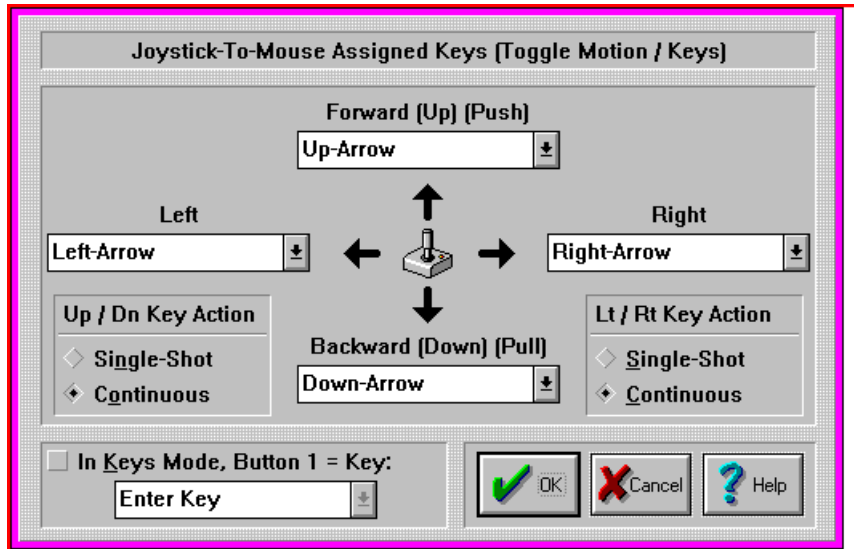 Joystick-To-Mouse Assigned Keys (Toggle Motion / Keys)
Forward (Up) (Push)
Up-Arrow
Left
Left-Arrow
Right
Right-Arrow
Up / Dn Key Action
Single-Shot
Continuous
Backward (Down) (Pull)
Down-Arrow
Lt / Rt Key Action
Single-Shot
Continuous
In Keys Mode, Button 1 = Key:
Enter Key
OK
Cancel
Help